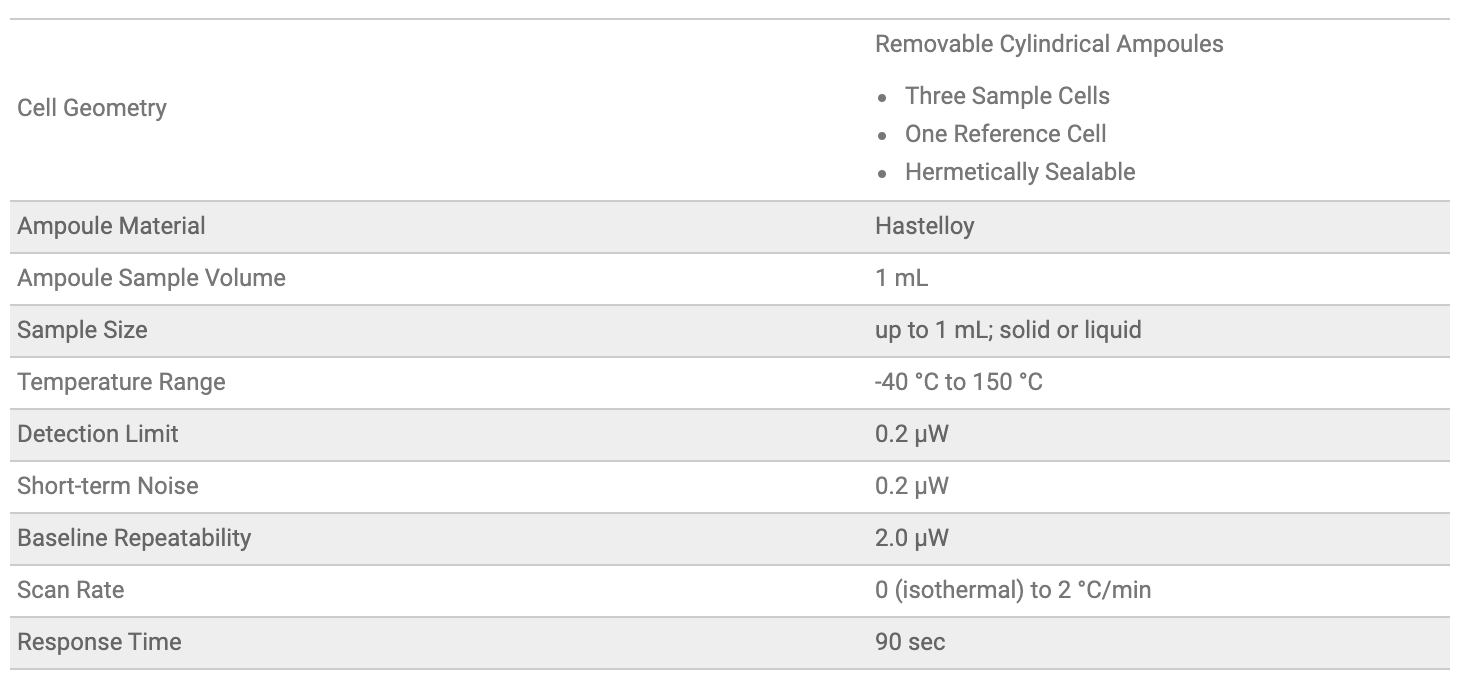 Removable Cylindrical Ampoules
Cell Geometry
• Three Sample Cells
• One Reference Cell
• Hermetically Sealable
Ampoule Material Hastelloy
Ampoule Sample Volume 1 mL
Sample Size up to 1 mL; solid or liquid
Temperature Range -40 °C to 150 °C
Detection Limit 0.2 µW
Short-term Noise 0.2 µW
Baseline Repeatability 2.0 µW
Scan Rate 0 (isothermal) to 2 °C/min
Response Time 90 sec